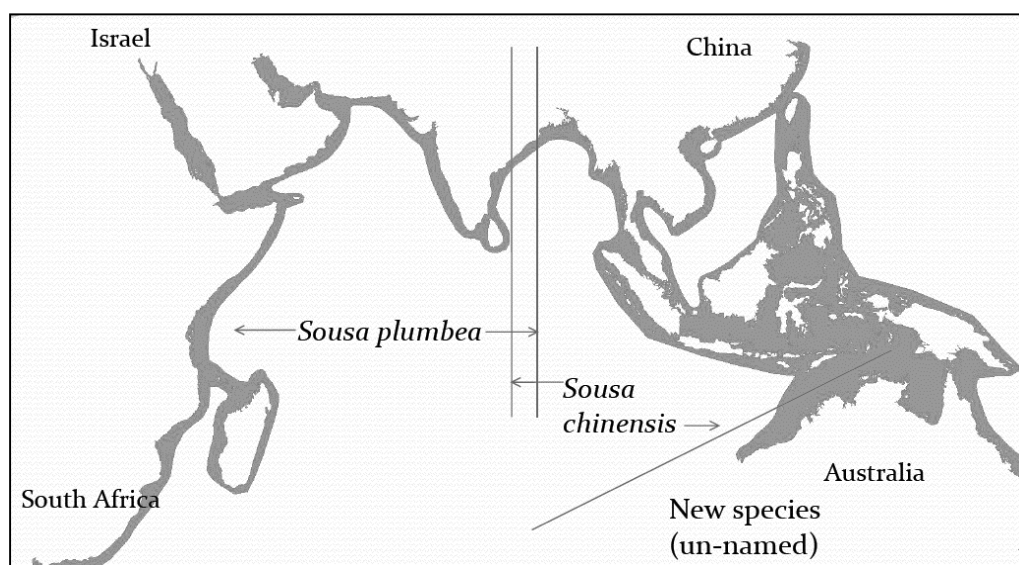 Israel
China
Sousa plumbea
Sousa
chinensis
South Africa
Australia
New species
(un-named)